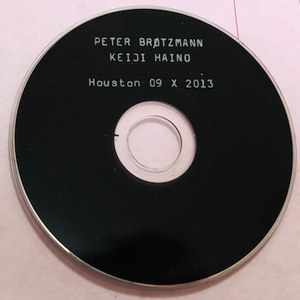 PETER BRØTZMANN
KEIJI HAINO
Houston 09 X 2013